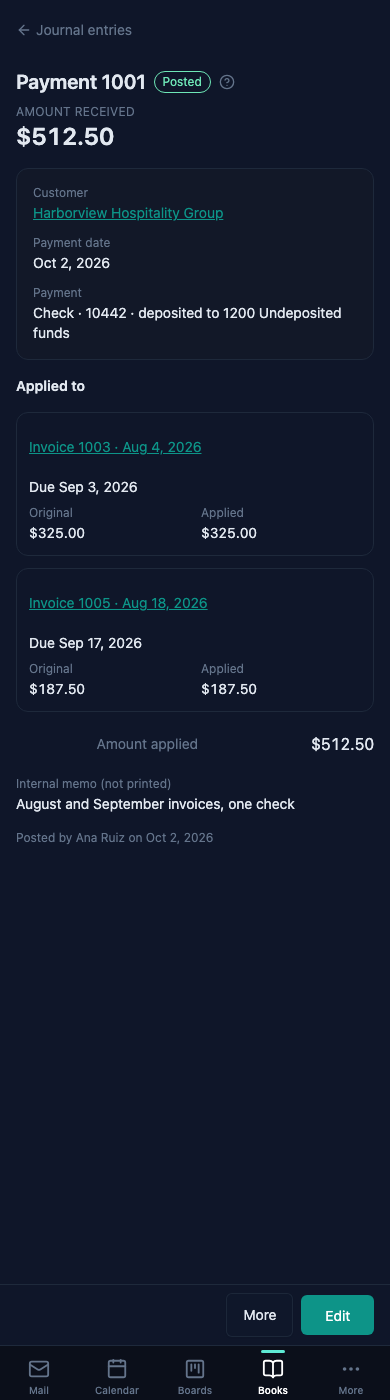 Journal entries
Payment 1001 Posted
AMOUNT RECEIVED
$512.50
Customer
Harborview Hospitality Group
Payment date
Oct 2, 2026
Payment
Check · 10442 · deposited to 1200 Undeposited
funds
Applied to
Invoice 1003 · Aug 4, 2026
Due Sep 3, 2026
Original Applied
$325.00 $325.00
Invoice 1005 · Aug 18, 2026
Due Sep 17, 2026
Original Applied
$187.50 $187.50
Amount applied $512.50
Internal memo (not printed)
August and September invoices, one check
Posted by Ana Ruiz on Oct 2, 2026
More Edit
Mail Calendar Boards Books More